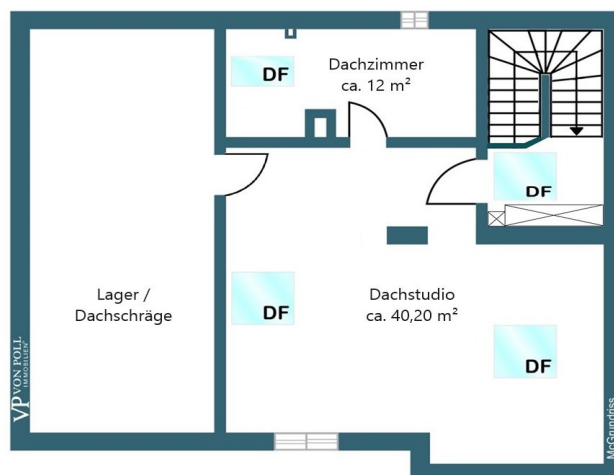 DF
Dachzimmer
ca. 12 m²
DF
Lager /
Dachschräge
DF
Dachstudio
ca. 40,20 m²
DF
VP VON POLL
IMMOBILIEN
McGrundriss